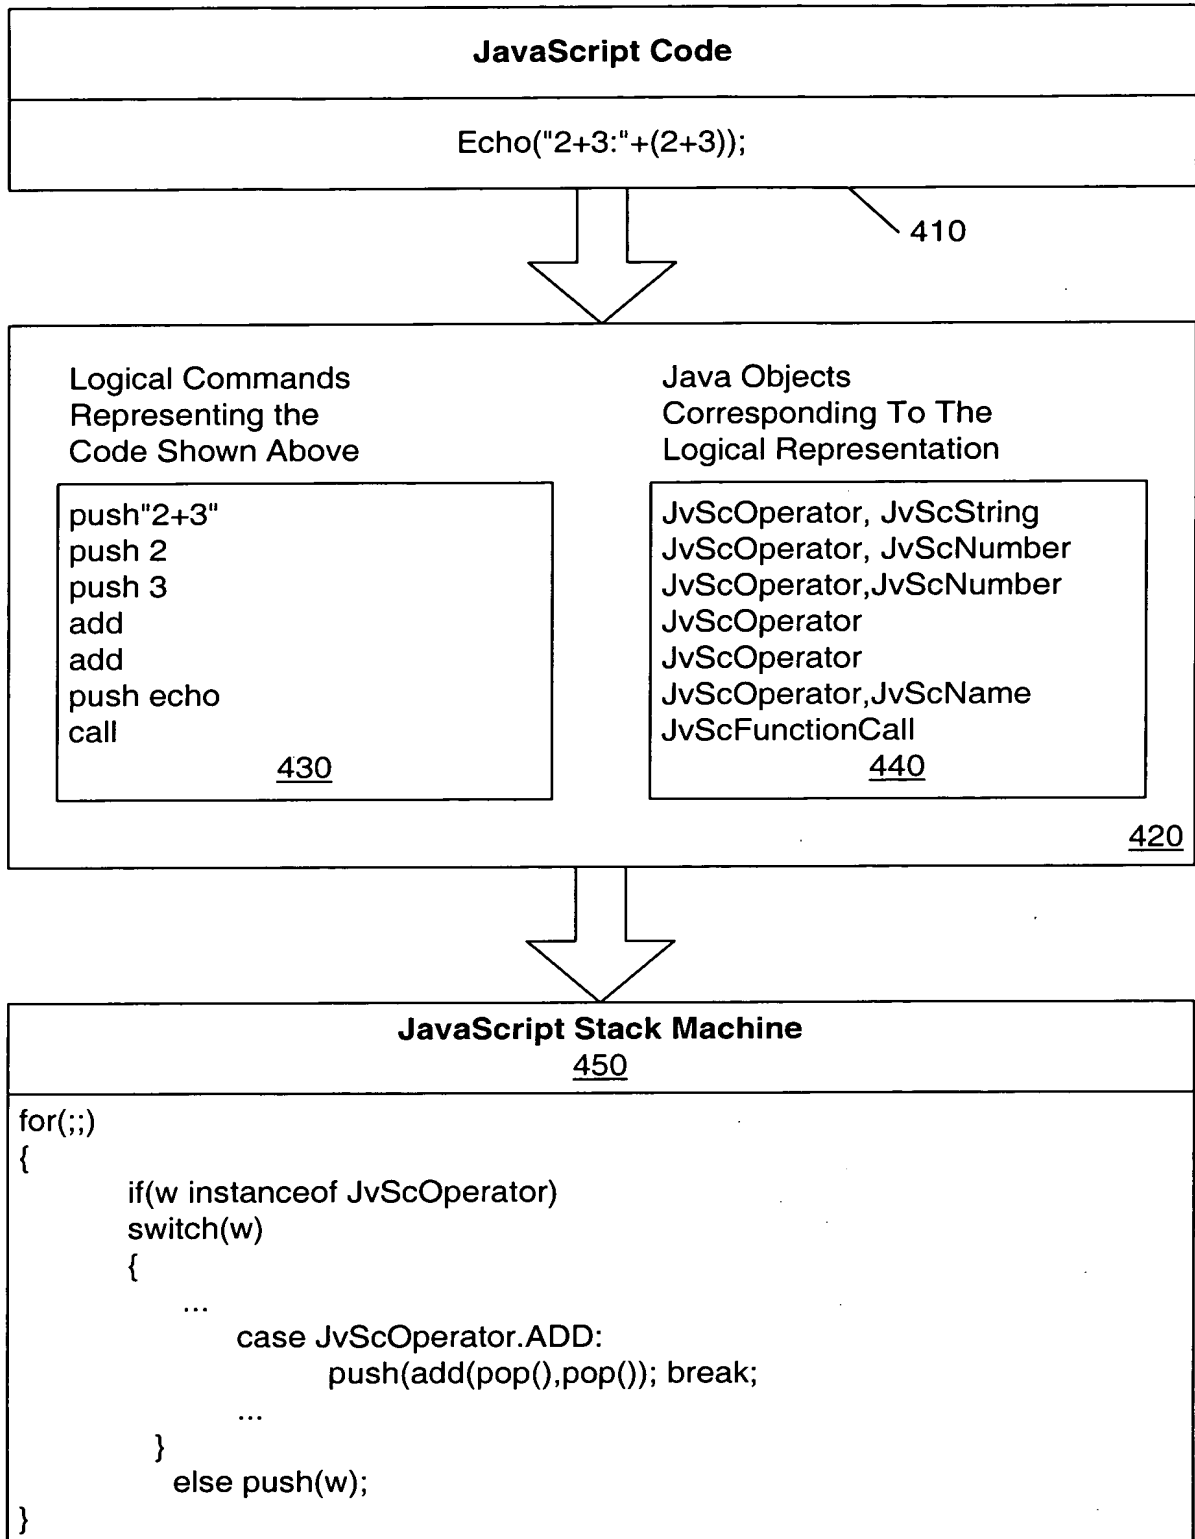 JavaScript Code
Echo("2+3:"+(2+3));
410
Logical Commands
Representing the
Code Shown Above
push"2+3"
push 2
push 3
add
add
push echo
call
430
Java Objects
Corresponding To The
Logical Representation
JvScOperator, JvScString
JvScOperator, JvScNumber
JvScOperator,JvScNumber
JvScOperator
JvScOperator
JvScOperator,JvScName
JvScFunctionCall
440
420
JavaScript Stack Machine
450
for(;;)
{
if(w instanceof JvScOperator)
switch(w)
{
...
case JvScOperator.ADD:
push(add(pop(),pop()); break;
...
}
else push(w);
}